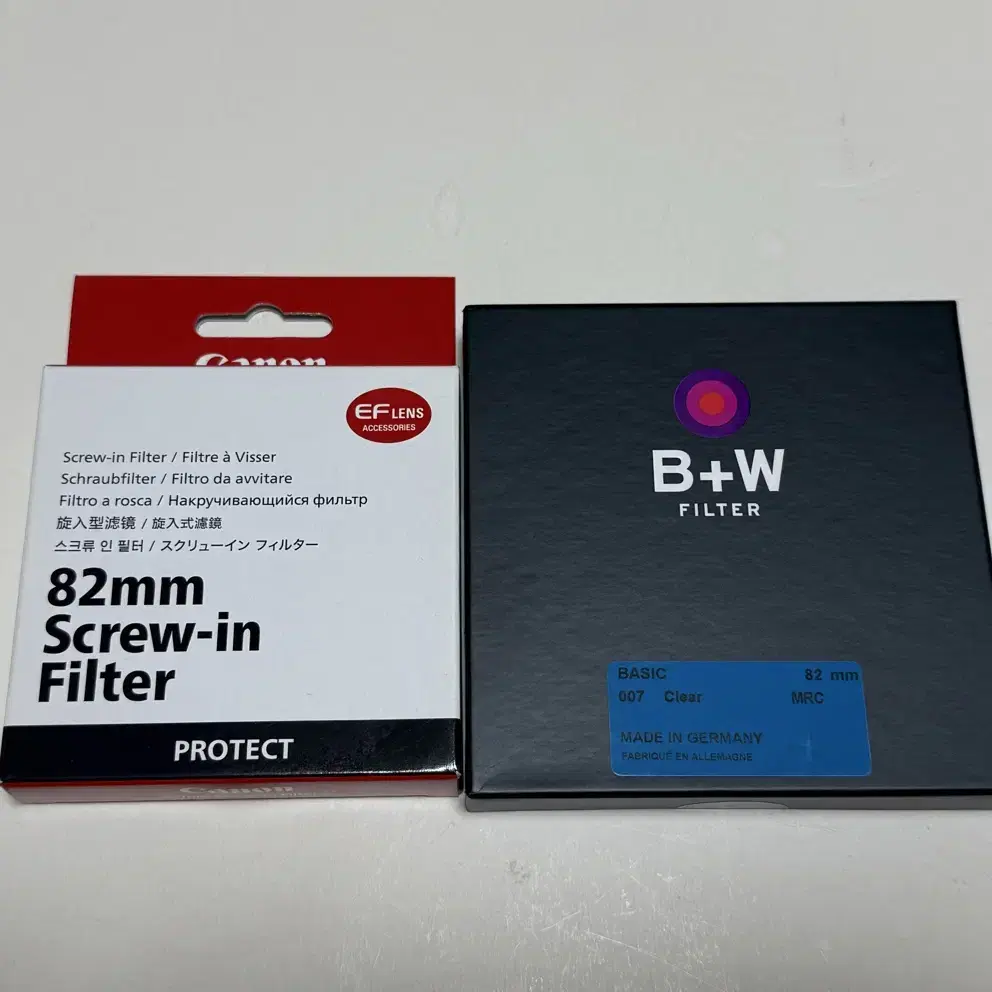 Canon
EF LENS
ACCESSORIES
Screw-in Filter / Filtre à Visser
Schraubfilter / Filtro da avvitare
Filtro a rosca / Накручивающийся фильтр
旋入型滤镜 / 旋入式濾鏡
스크류 인 필터 / スクリューイン フィルター
82mm
Screw-in
Filter
PROTECT
Canon
B+W
FILTER
BASIC 82 mm
007 Clear MRC
MADE IN GERMANY
FABRIQUÉ EN ALLEMAGNE